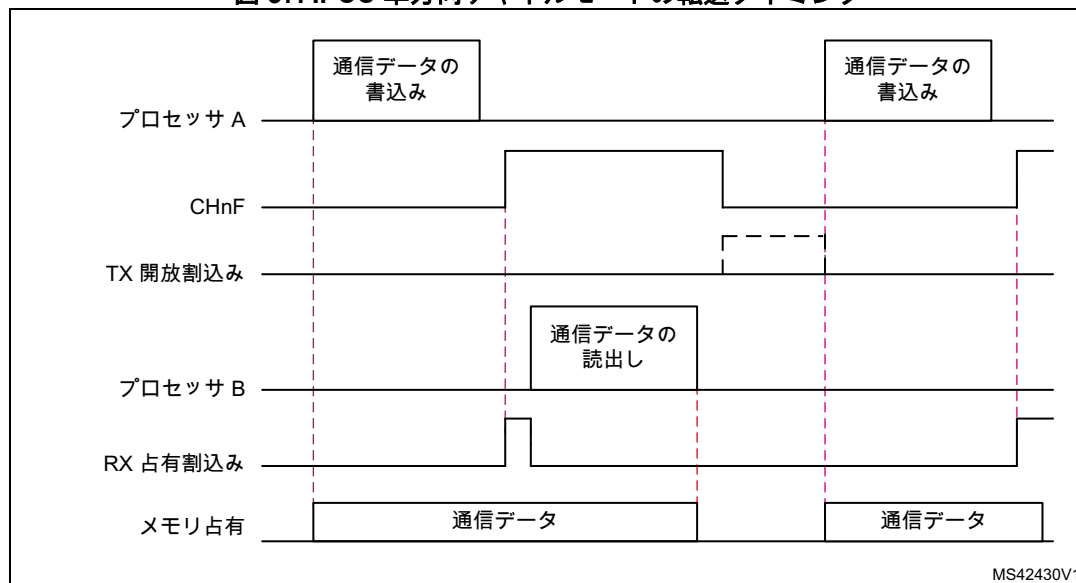 通信データの
書込み
通信データの
書込み
プロセッサ A
CHnF
TX 開放割込み
通信データの
読出し
プロセッサ B
RX 占有割込み
メモリ占有
通信データ
通信データ
MS42430V1